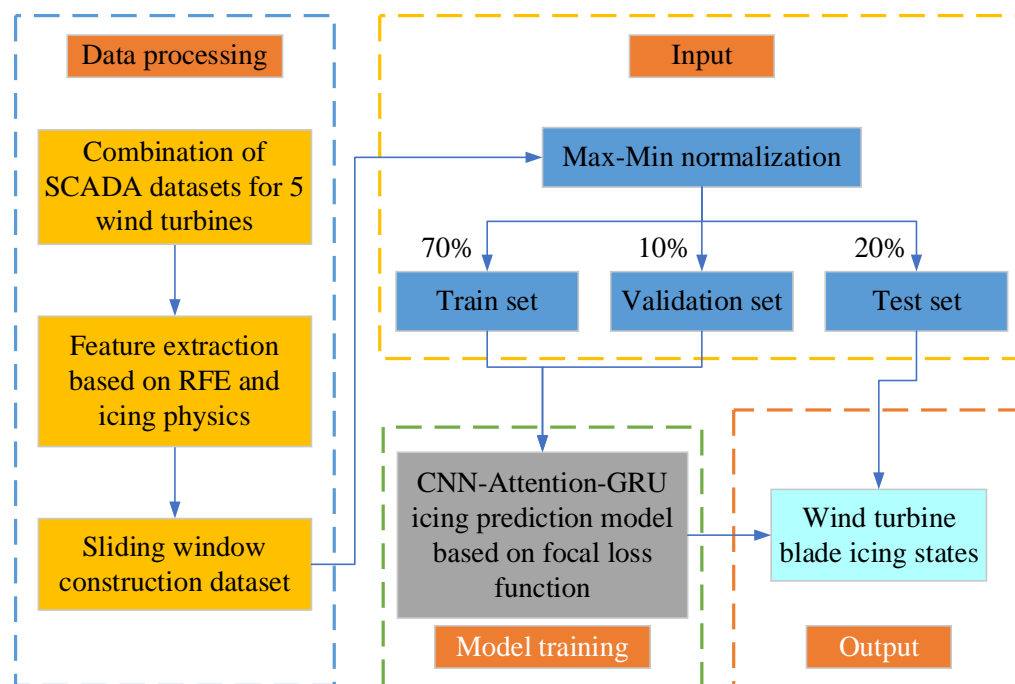 Data processing
Combination of
SCADA datasets for 5
wind turbines
Feature extraction
based on RFE and
icing physics
Sliding window
construction dataset
Input
Max-Min normalization
70%
10%
20%
Train set
Validation set
Test set
CNN-Attention-GRU
icing prediction model
based on focal loss
function
Model training
Wind turbine
blade icing states
Output